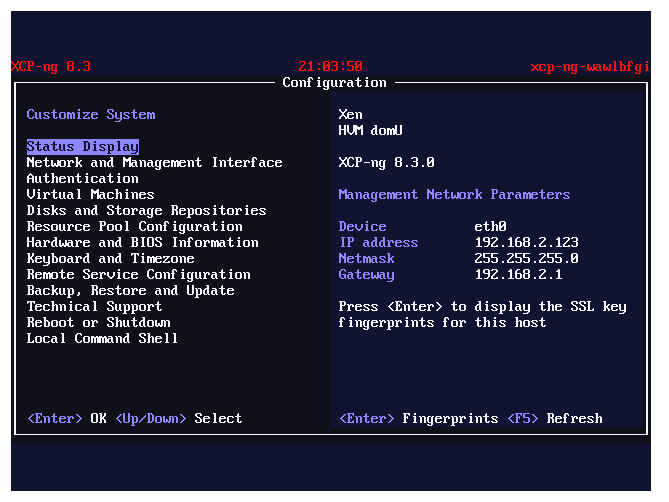 XCP-ng 8.3 21:03:50 xcp-ng-wawlbfgi
Configuration
Customize System
Status Display
Network and Management Interface
Authentication
Virtual Machines
Disks and Storage Repositories
Resource Pool Configuration
Hardware and BIOS Information
Keyboard and Timezone
Remote Service Configuration
Backup, Restore and Update
Technical Support
Reboot or Shutdown
Local Command Shell
<Enter> OK <Up/Down> Select
Xen
HVM domU
XCP-ng 8.3.0
Management Network Parameters
Device eth0
IP address 192.168.2.123
Netmask 255.255.255.0
Gateway 192.168.2.1
Press <Enter> to display the SSL key
fingerprints for this host
<Enter> Fingerprints <F5> Refresh